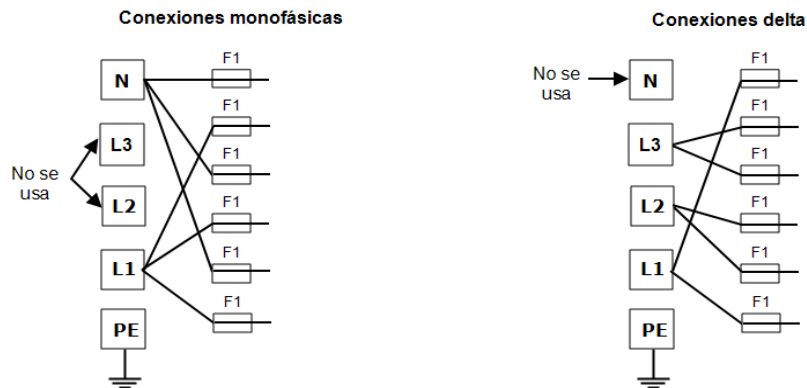 Conexiones monofásicas
F1
N
F1
L3
F1
No se
usa
L2
F1
L1
F1
F1
PE
Conexiones delta
F1
No se
usa
N
F1
L3
F1
L2
F1
L1
F1
F1
PE